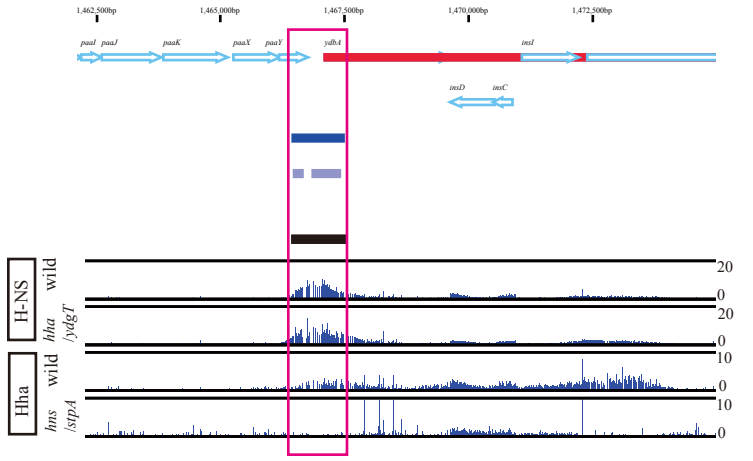 1,462,500bp 1,465,000bp 1,467,500bp 1,470,000bp 1,472,500bp
paaI paaJ paaK paaX paaY ydbA insI
insD insC
H-NS
wild
20
0
hha
/ydgT
20
0
Hha
wild
10
0
hns
/stpA
10
0